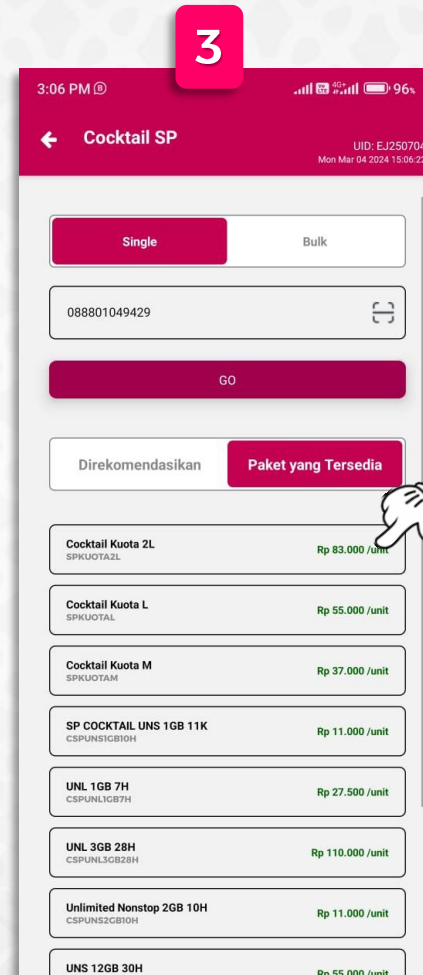 3
3:06 PM B 4G+ 96%
Cocktail SP
UID: EJ250704
Mon Mar 04 2024 15:06:22
Single Bulk
088801049429
GO
Direkomendasikan Paket yang Tersedia
Cocktail Kuota 2L
SPKUOTA2L
Rp 83.000 /unit
Cocktail Kuota L
SPKUOTAL
Rp 55.000 /unit
Cocktail Kuota M
SPKUOTAM
Rp 37.000 /unit
SP COCKTAIL UNS 1GB 11K
CSPUNS1GB10H
Rp 11.000 /unit
UNL 1GB 7H
CSPUNL1GB7H
Rp 27.500 /unit
UNL 3GB 28H
CSPUNL3GB28H
Rp 110.000 /unit
Unlimited Nonstop 2GB 10H
CSPUNS2GB10H
Rp 11.000 /unit
UNS 12GB 30H
Rp 55.000 /unit